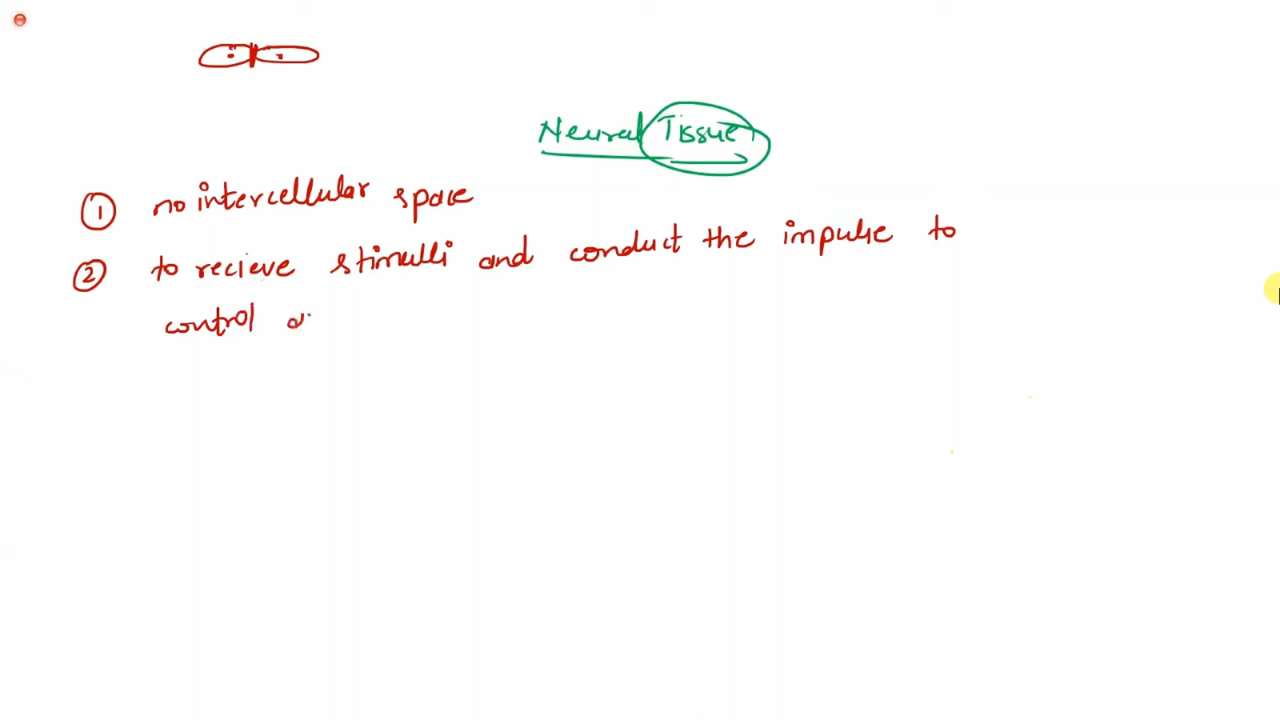 Neural Tissue
① no intercellular space
② to recieve stimulli and conduct the impulse to
control